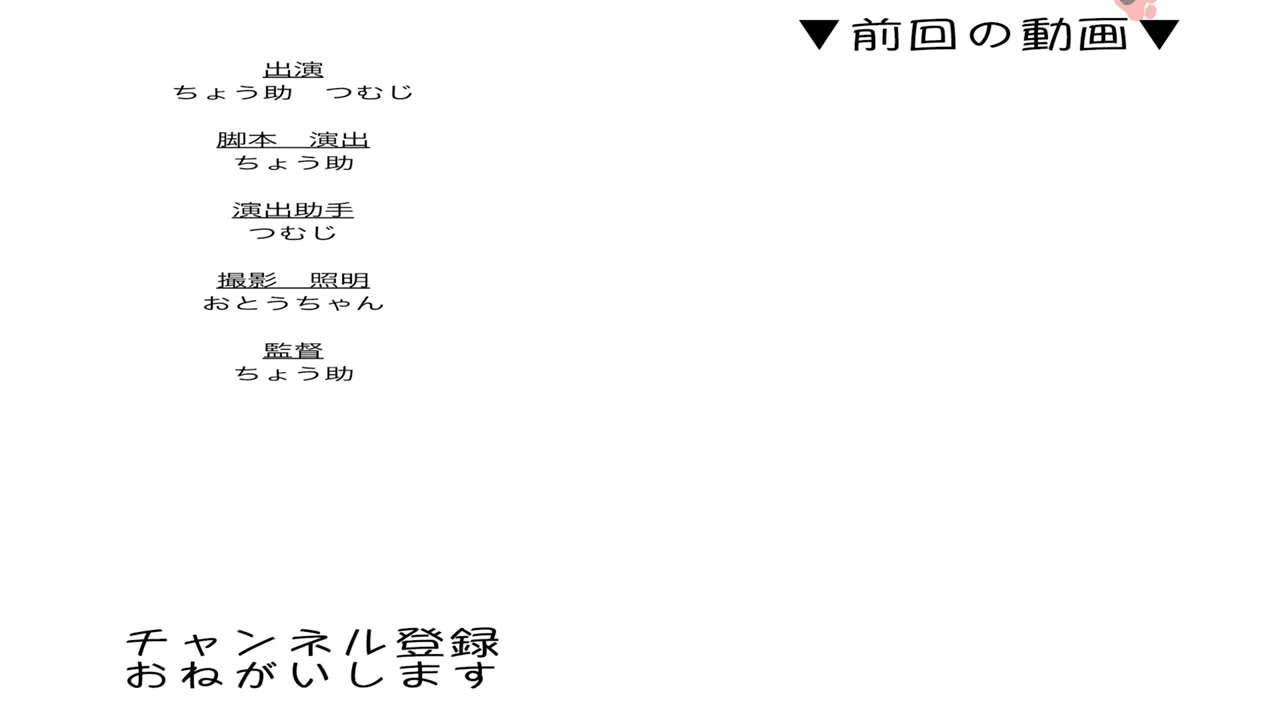 ▼前回の動画▼
出演
ちょう助　つむじ
脚本　演出
ちょう助
演出助手
つむじ
撮影　照明
おとうちゃん
監督
ちょう助
チャンネル登録
おねがいします